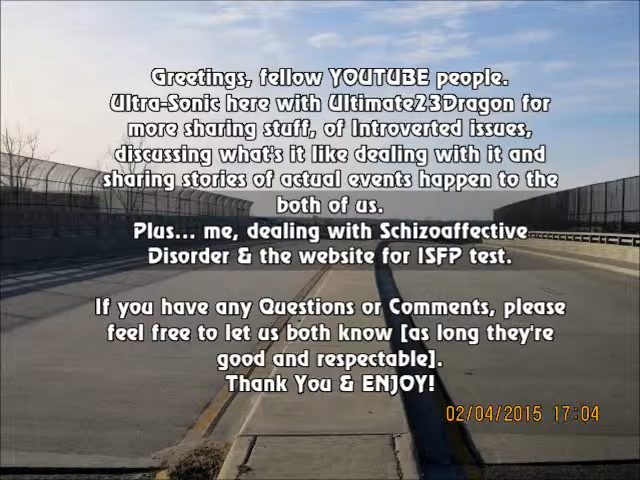 Greetings, fellow YOUTUBE people.
Ultra-Sonic here with Ultimate23Dragon for
more sharing stuff, of Introverted issues,
discussing what's it like dealing with it and
sharing stories of actual events happen to the
both of us.
Plus... me, dealing with Schizoaffective
Disorder & the website for ISFP test.
If you have any Questions or Comments, please
feel free to let us both know [as long they're
good and respectable].
Thank You & ENJOY!
02/04/2015 17:04